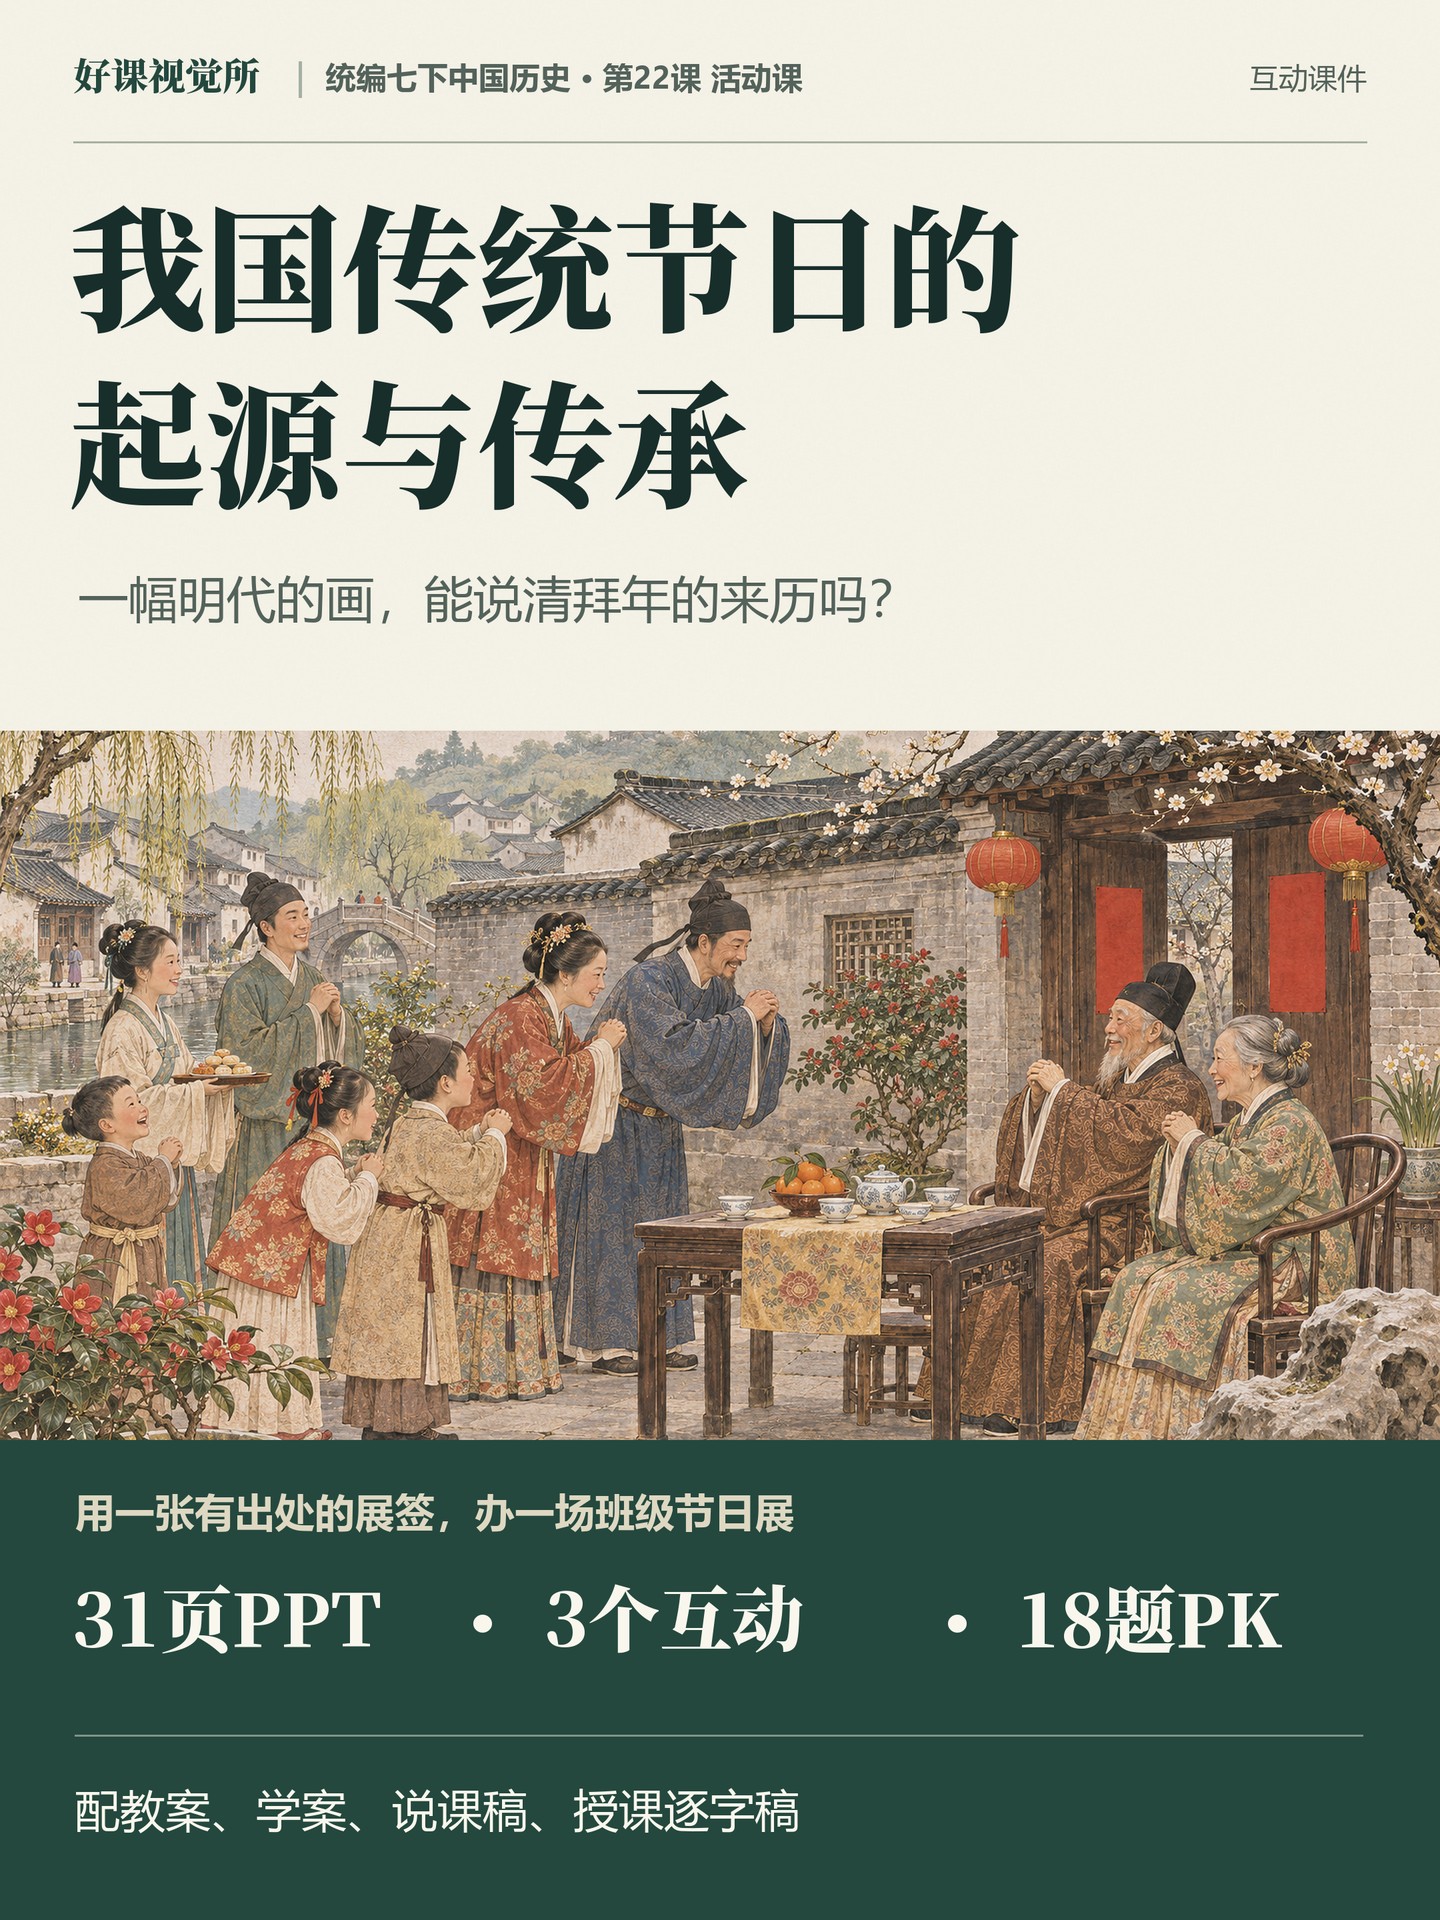 好课视觉所 | 统编七下中国历史·第22课 活动课
互动课件
我国传统节日的
起源与传承
一幅明代的画，能说清拜年的来历吗？
用一张有出处的展签，办一场班级节日展
31页PPT · 3个互动 · 18题PK
配教案、学案、说课稿、授课逐字稿